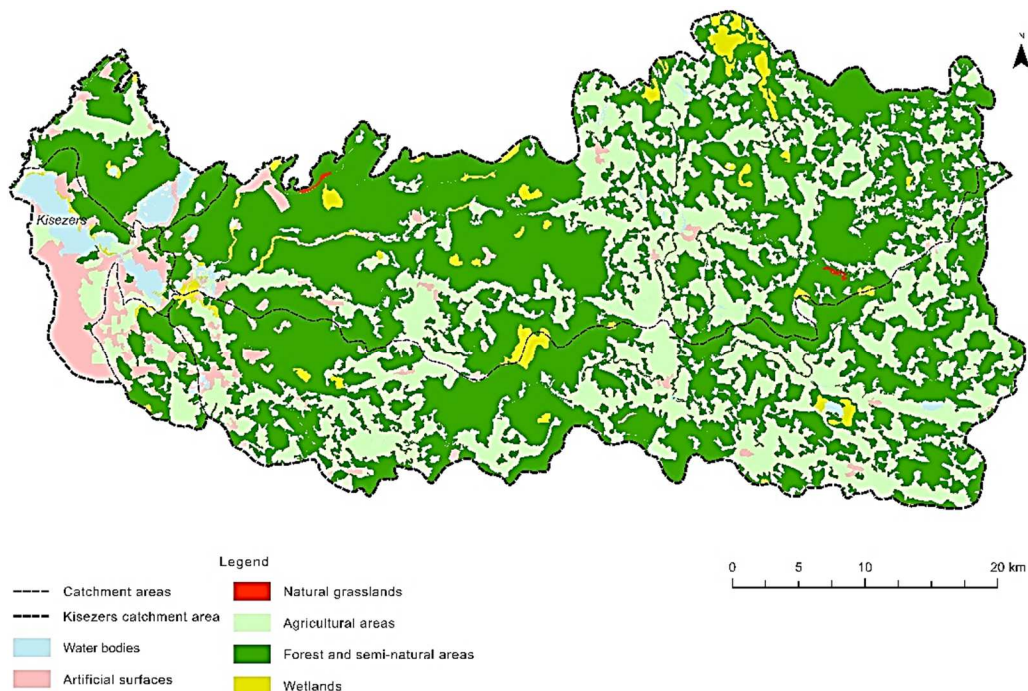 N
Kisezers
Legend
Catchment areas
Kisezers catchment area
Water bodies
Artificial surfaces
Natural grasslands
Agricultural areas
Forest and semi-natural areas
Wetlands
0 5 10 20 km